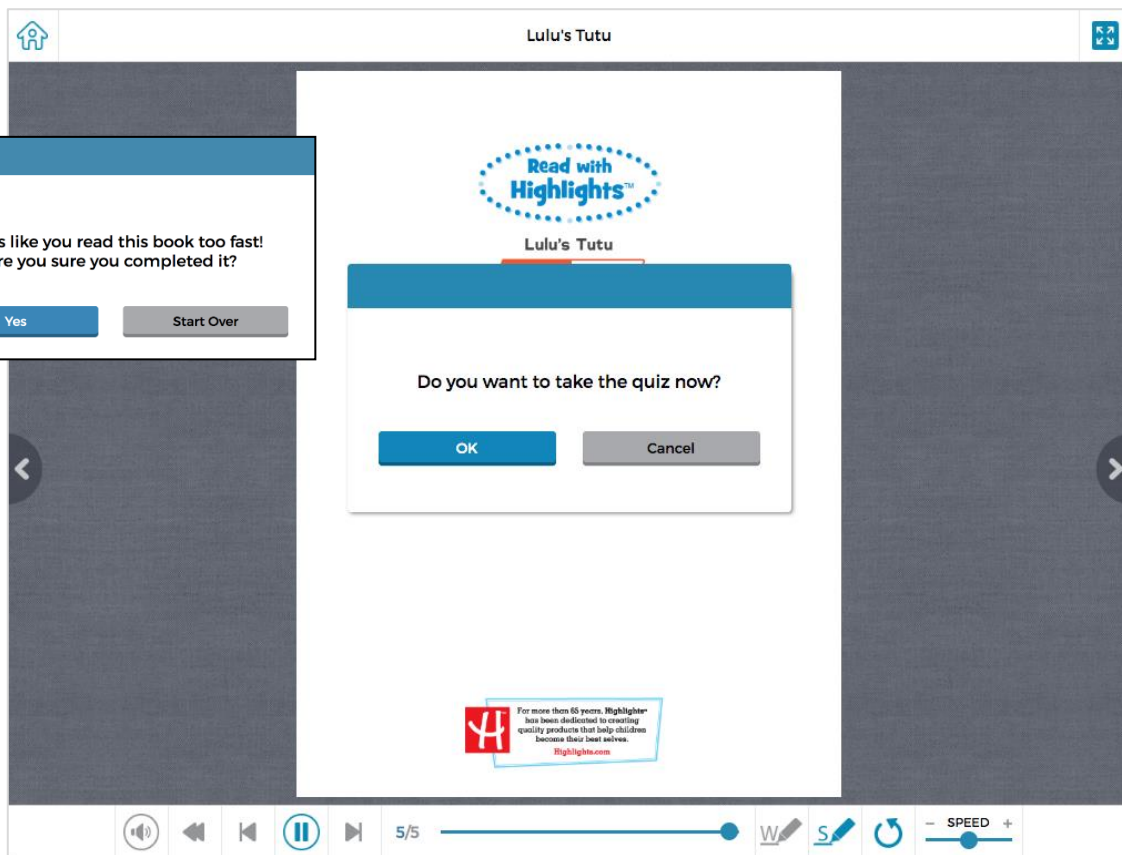 Lulu's Tutu
Read with
Highlights™
Lulu's Tutu
like you read this book too fast!
you sure you completed it?
Yes
Start Over
Do you want to take the quiz now?
OK
Cancel
For more than 65 years, Highlights®
has been dedicated to creating
quality products that help children
become their best selves.
Highlights.com
5/5
W
S
- SPEED +